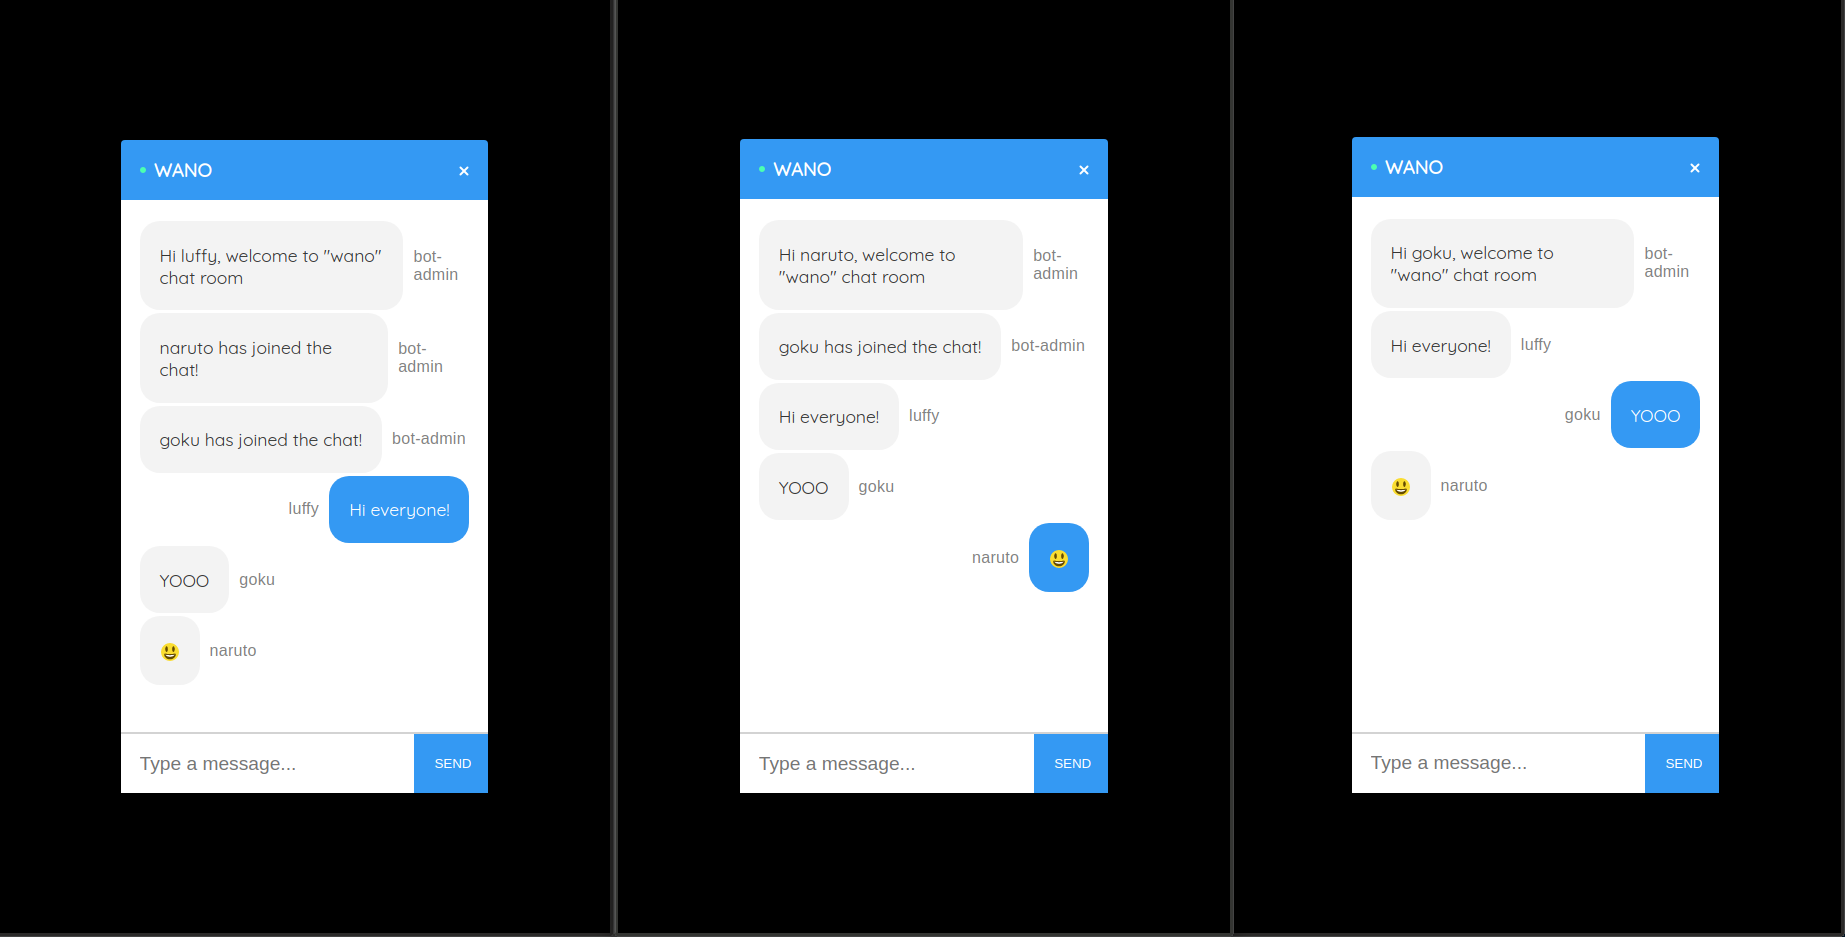 WANO ×
Hi luffy, welcome to "wano"
chat room
bot-
admin
naruto has joined the
chat!
bot-
admin
goku has joined the chat!
bot-admin
luffy
Hi everyone!
YOOO
goku
😃
naruto
Type a message...
SEND
WANO ×
Hi naruto, welcome to
"wano" chat room
bot-
admin
goku has joined the chat!
bot-admin
Hi everyone!
luffy
YOOO
goku
naruto
😃
Type a message...
SEND
WANO ×
Hi goku, welcome to
"wano" chat room
bot-
admin
Hi everyone!
luffy
goku
YOOO
😃
naruto
Type a message...
SEND